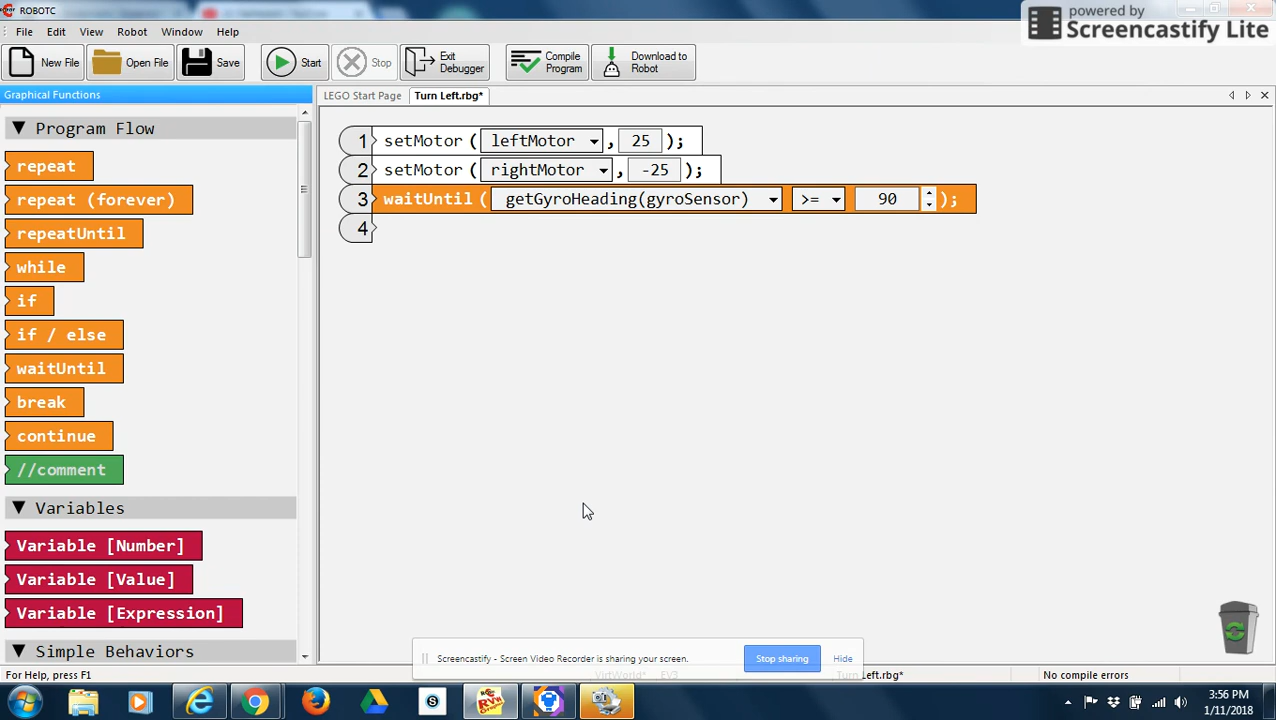 ROBOTC
powered by
Screencastify Lite
File Edit View Robot Window Help
New File Open File Save Start Stop Exit Debugger Compile Program Download to Robot
Graphical Functions
LEGO Start Page Turn Left.rbg*
Program Flow
repeat
repeat (forever)
repeatUntil
while
if
if / else
waitUntil
break
continue
//comment
Variables
Variable [Number]
Variable [Value]
Variable [Expression]
Simple Behaviors
1 setMotor ( leftMotor , 25 );
2 setMotor ( rightMotor , -25 );
3 waitUntil ( getGyroHeading(gyroSensor) >= 90 );
4
Screencastify - Screen Video Recorder is sharing your screen. Stop sharing Hide
For Help, press F1 VirtWorld* EV3 Turn Left.rbg* No compile errors
3:56 PM
1/11/2018